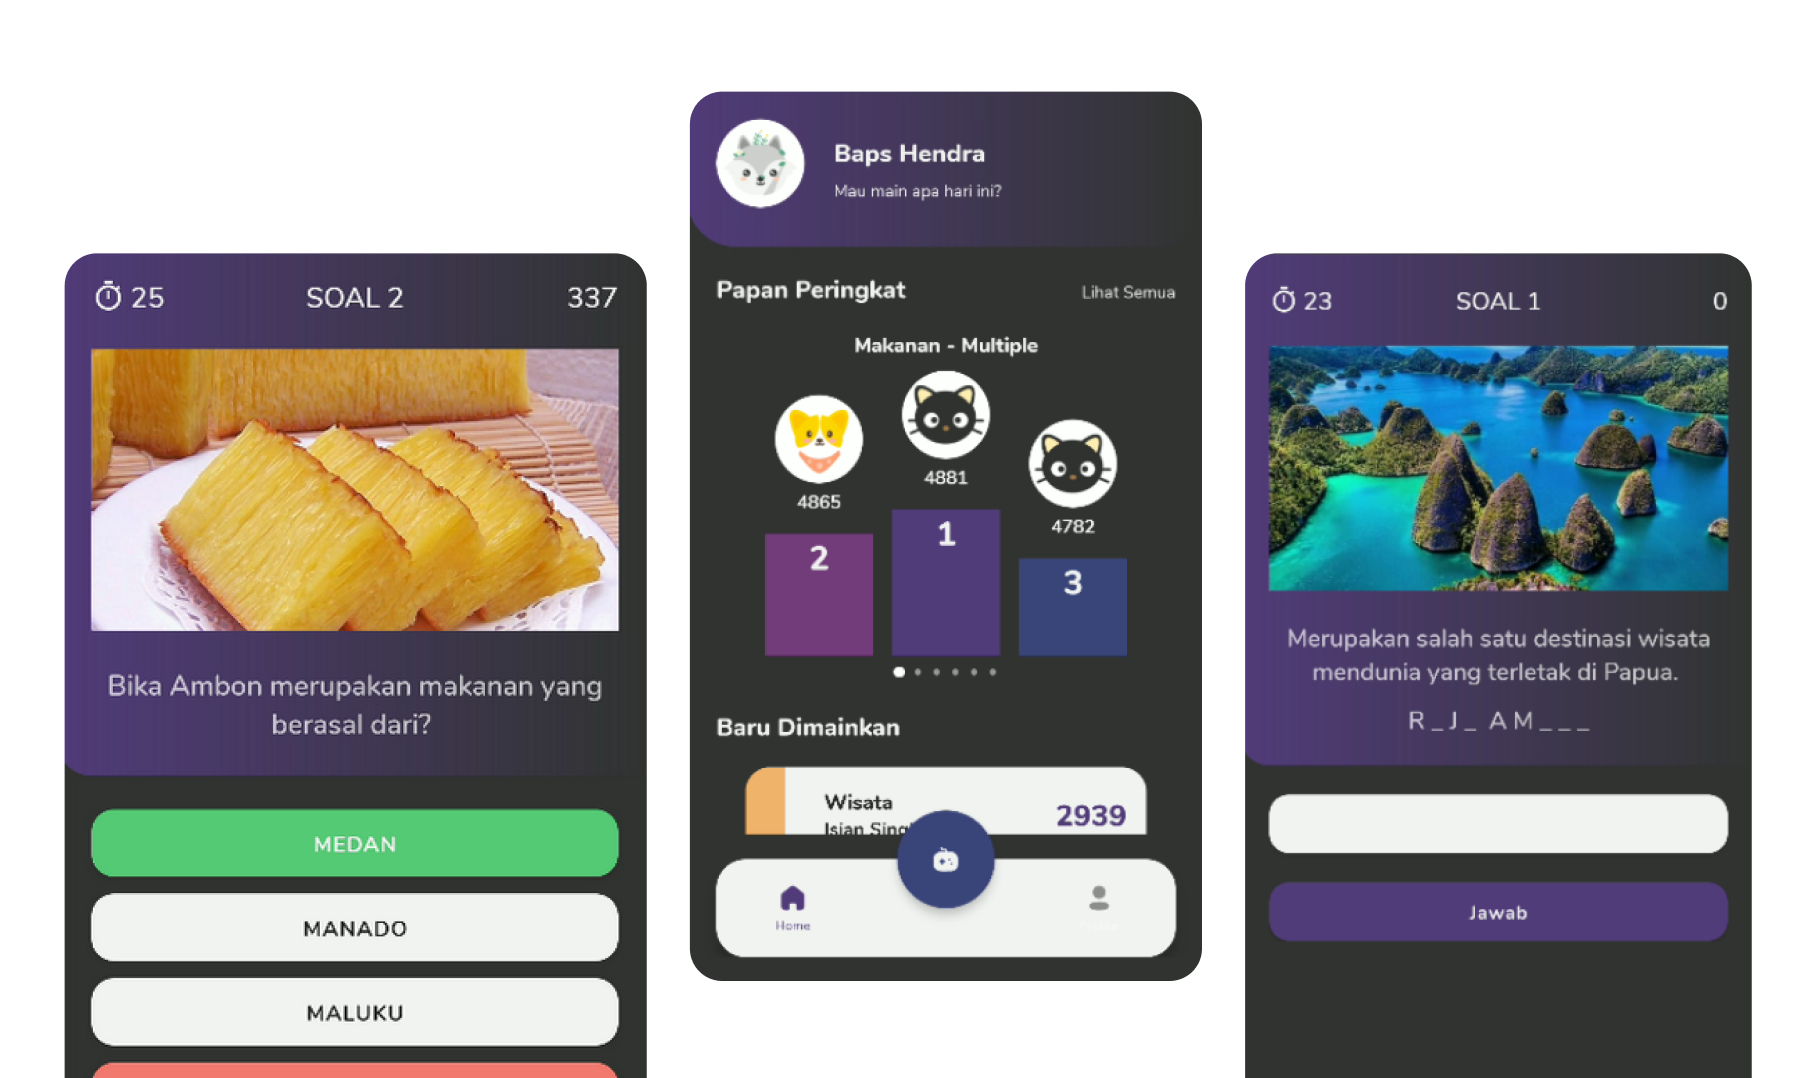 25 SOAL 2 337
Bika Ambon merupakan makanan yang
berasal dari?
MEDAN
MANADO
MALUKU
Baps Hendra
Mau main apa hari ini?
Papan Peringkat Lihat Semua
Makanan - Multiple
4881
4865
4782
1
2
3
Baru Dimainkan
Wisata
2939
Isian Sing
Home
23 SOAL 1 0
Merupakan salah satu destinasi wisata
mendunia yang terletak di Papua.
R _ J _ A M _ _ _
Jawab